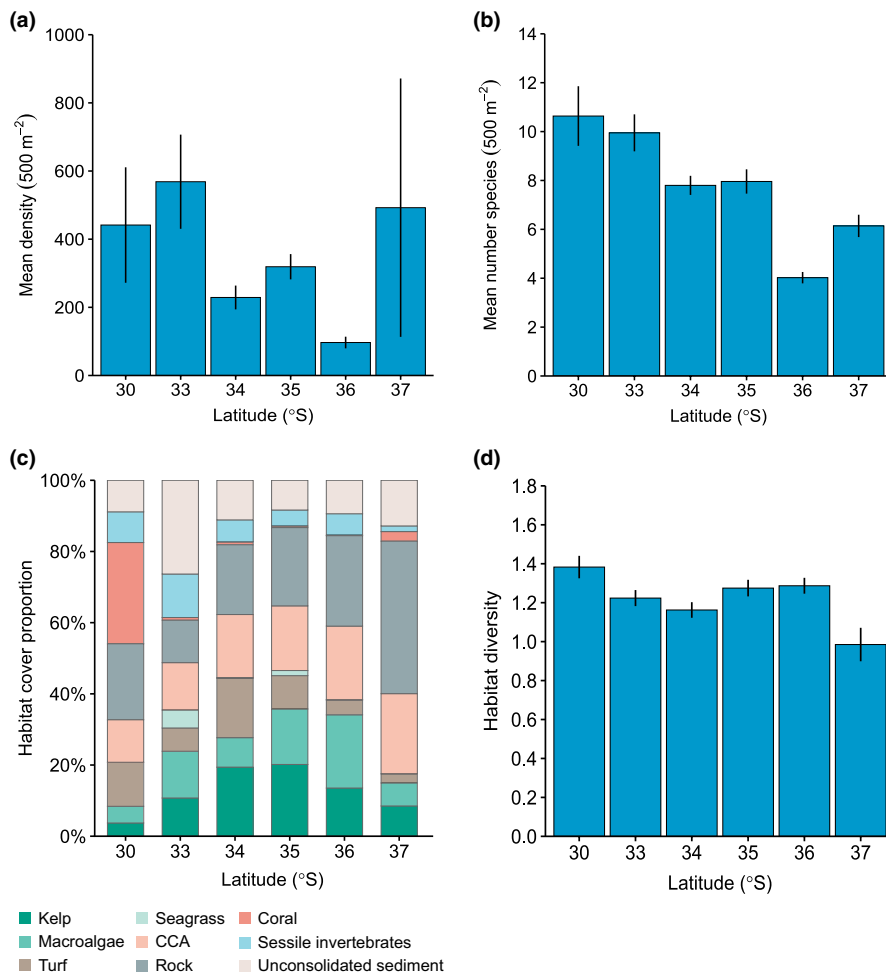 (a)
1000
800
600
400
200
0
Mean density (500 m⁻²)
30 33 34 35 36 37
Latitude (°S)
(b)
14
12
10
8
6
4
2
0
Mean number species (500 m⁻²)
30 33 34 35 36 37
Latitude (°S)
(c)
100%
80%
60%
40%
20%
0%
Habitat cover proportion
30 33 34 35 36 37
Latitude (°S)
(d)
1.8
1.6
1.4
1.2
1.0
0.8
0.6
0.4
0.2
0.0
Habitat diversity
30 33 34 35 36 37
Latitude (°S)
Kelp Seagrass Coral
Macroalgae CCA Sessile invertebrates
Turf Rock Unconsolidated sediment